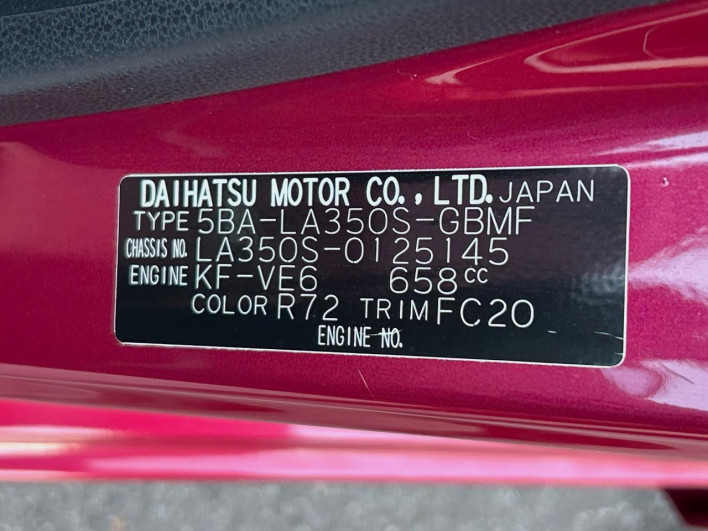 DAIHATSU MOTOR CO., LTD. JAPAN
TYPE 5BA-LA350S-GBMF
CHASSIS NO. LA350S-0125145
ENGINE KF-VE6 658cc
COLOR R72 TRIM FC20
ENGINE NO.